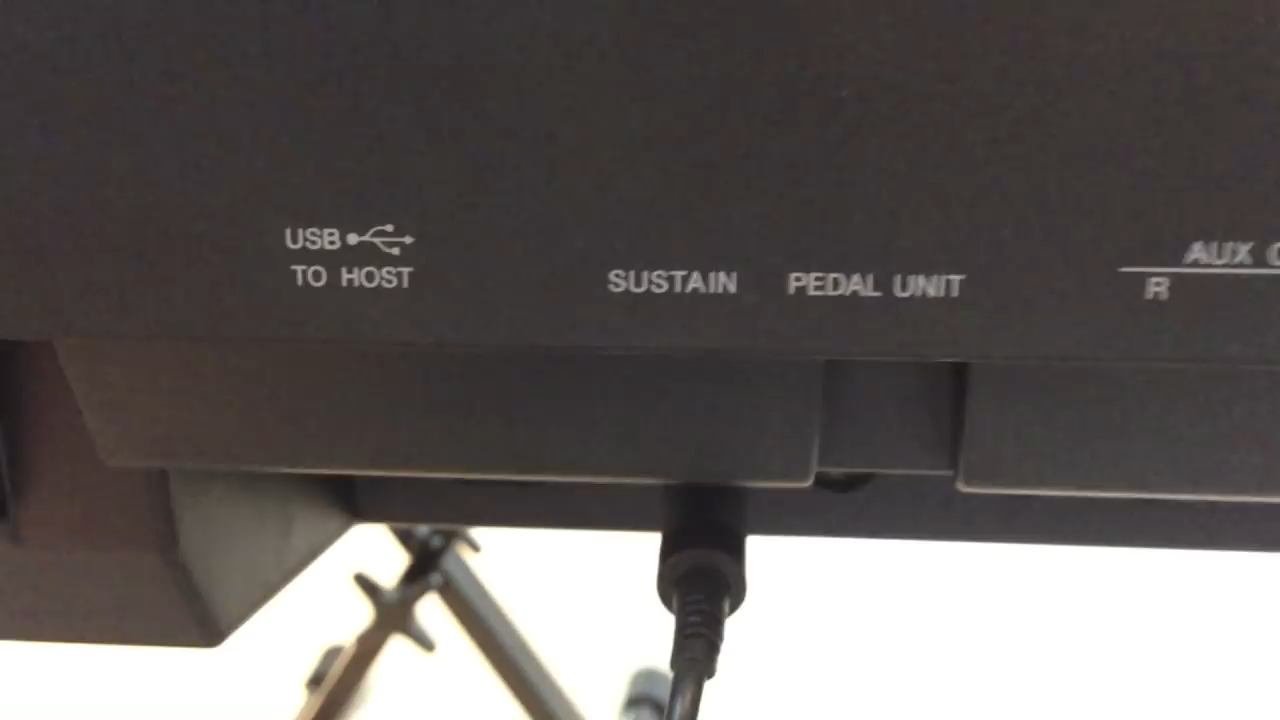 USB
TO HOST
SUSTAIN
PEDAL UNIT
AUX
R